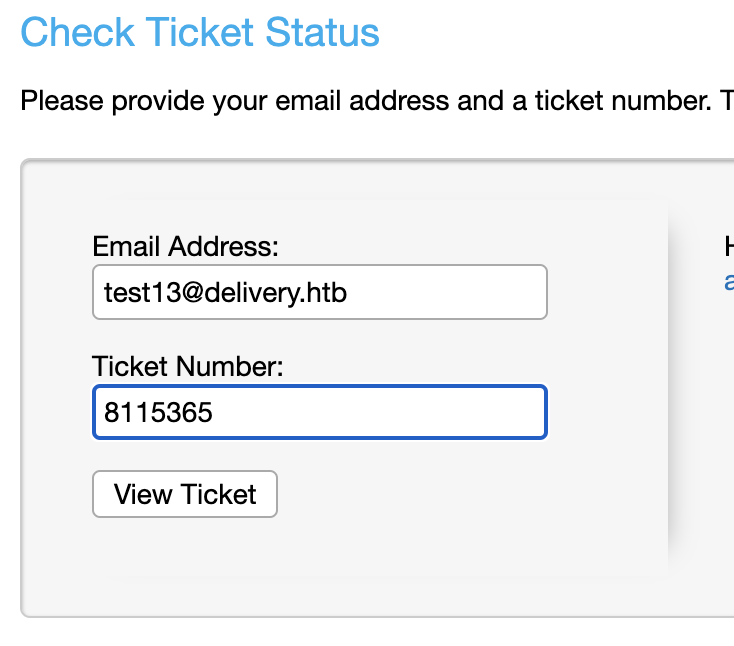 Check Ticket Status
Please provide your email address and a ticket number. T
Email Address:
test13@delivery.htb
Ticket Number:
8115365
View Ticket